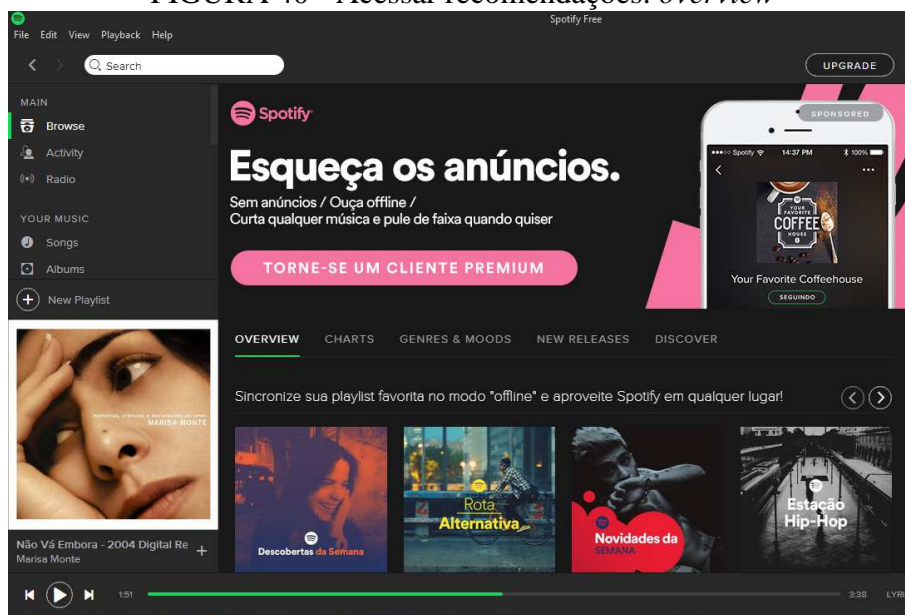 FIGURA 40 - Acessar recomendações: overview
Spotify Free
File Edit View Playback Help
Search
UPGRADE
MAIN
Browse
Activity
Radio
YOUR MUSIC
Songs
Albums
New Playlist
Spotify
SPONSORED
Esqueça os anúncios.
Sem anúncios / Ouça offline /
Curta qualquer música e pule de faixa quando quiser
TORNE-SE UM CLIENTE PREMIUM
Spotify 14:37 PM 100%
YOUR
FAVORITE
COFFEE
HOUSE
Your Favorite Coffeehouse
SEGUINDO
OVERVIEW CHARTS GENRES & MOODS NEW RELEASES DISCOVER
Sincronize sua playlist favorita no modo "offline" e aproveite Spotify em qualquer lugar!
memórias, crônicas e declarações de amor
MARISA MONTE
Descobertas da Semana
Rota
Alternativa
Novidades da
SEMANA
Estação
Hip-Hop
Não Vá Embora - 2004 Digital Re
Marisa Monte
1:51
3:38
LYRI